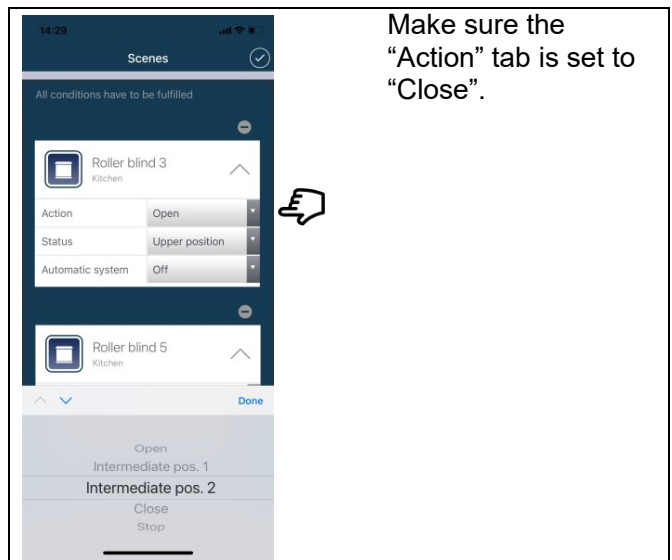 14:29
Scenes
All conditions have to be fulfilled
Roller blind 3
Kitchen
Action Open
Status Upper position
Automatic system Off
Roller blind 5
Kitchen
Done
Open
Intermediate pos. 1
Intermediate pos. 2
Close
Stop
Make sure the
“Action” tab is set to
“Close”.